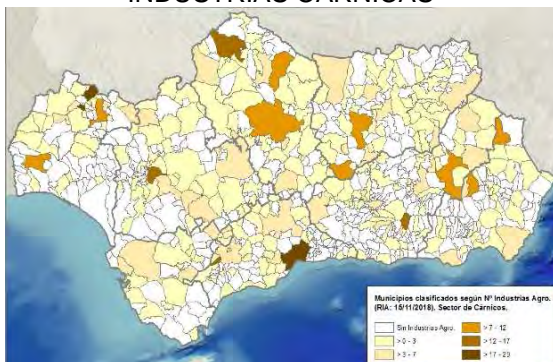 INDUSTRIAS CÁRNICAS
Municipios clasificados según Nº Industrias Agro.
(RIA: 15/11/2018). Sector de Cárnicos.
Sin Industrias Agro.
> 0 - 3
> 3 - 7
> 7 - 12
> 12 - 17
> 17 - 23